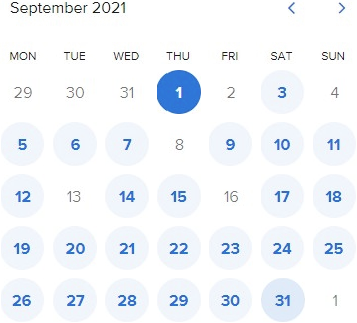 September 2021
MON TUE WED THU FRI SAT SUN
29 30 31 1 2 3 4
5 6 7 8 9 10 11
12 13 14 15 16 17 18
19 20 21 22 23 24 25
26 27 28 29 30 31 1